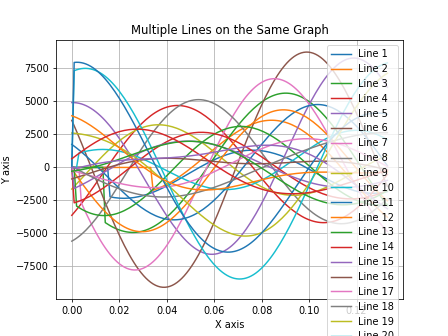 Multiple Lines on the Same Graph
Y axis
7500
5000
2500
0
−2500
−5000
−7500
0.00
0.02
0.04
0.06
0.08
0.10
X axis
Line 1
Line 2
Line 3
Line 4
Line 5
Line 6
Line 7
Line 8
Line 9
Line 10
Line 11
Line 12
Line 13
Line 14
Line 15
Line 16
Line 17
Line 18
Line 19
Line 20